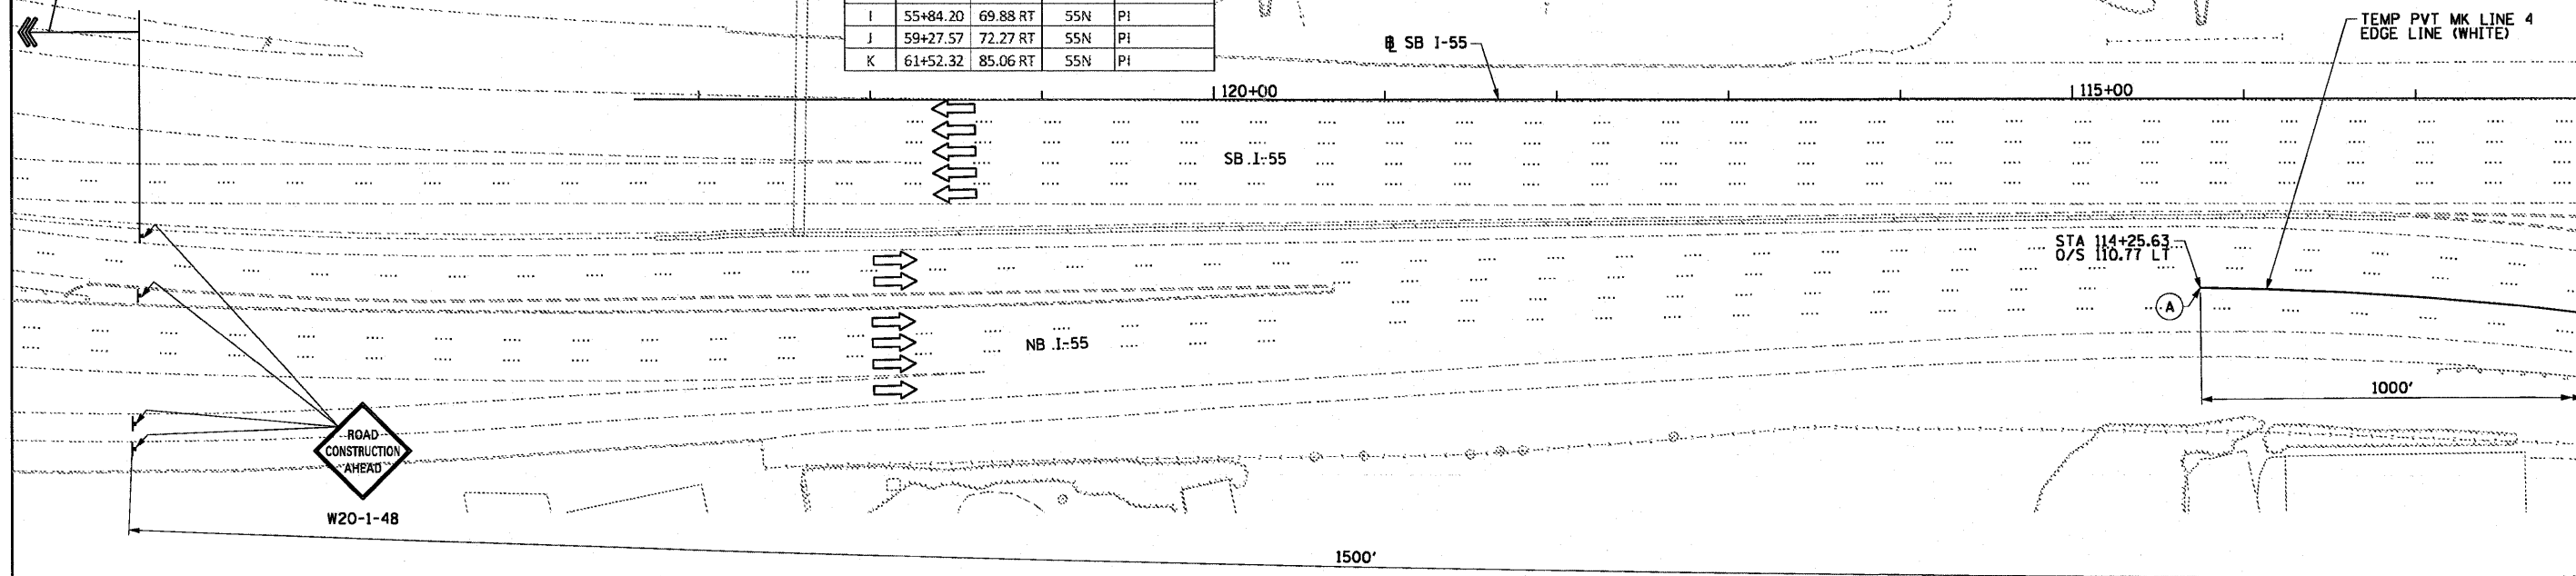 I 55+84.20 69.88 RT 55N PI
J 59+27.57 72.27 RT 55N PI
K 61+52.32 85.06 RT 55N PI
℄ SB I-55
TEMP PVT MK LINE 4
EDGE LINE (WHITE)
120+00
115+00
SB I-55
STA 114+25.63
O/S 110.77 LT
A
NB I-55
1000'
ROAD
CONSTRUCTION
AHEAD
W20-1-48
1500'